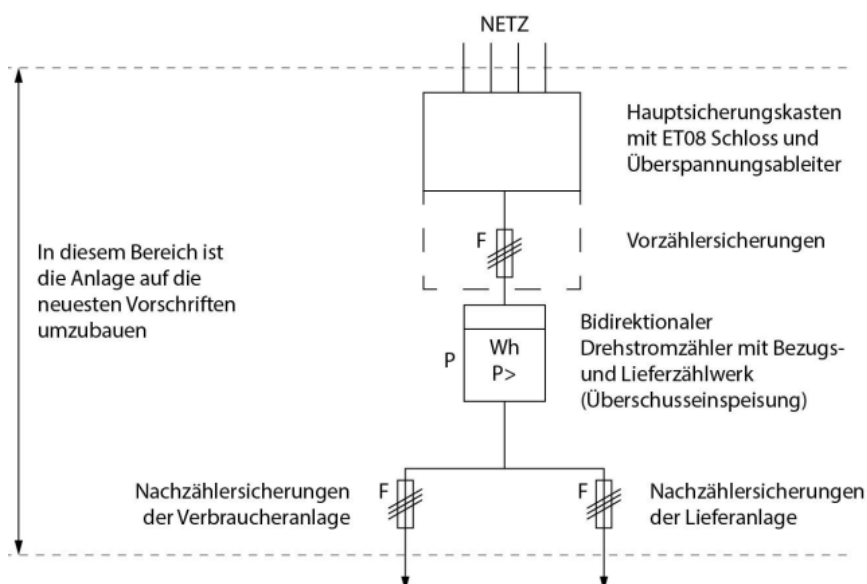 NETZ
Hauptsicherungskasten
mit ET08 Schloss und
Überspannungsableiter
In diesem Bereich ist
die Anlage auf die
neuesten Vorschriften
umzubauen
F
Vorzählersicherungen
P
Wh
P>
Bidirektionaler
Drehstromzähler mit Bezugs-
und Lieferzählwerk
(Überschusseinspeisung)
Nachzählersicherungen
der Verbraucheranlage
F
F
Nachzählersicherungen
der Lieferanlage